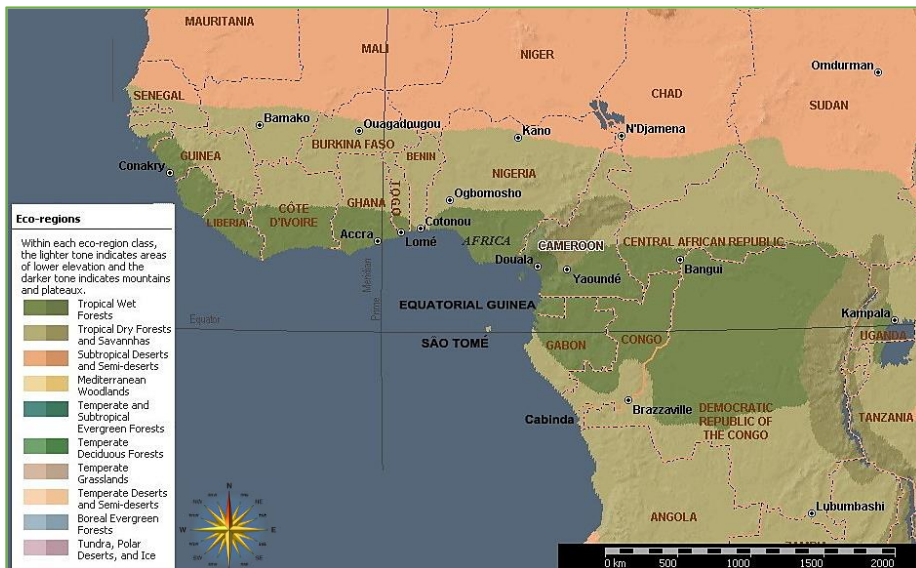 MAURITANIA
MALI
NIGER
CHAD
Omdurman
SUDAN
SENEGAL
Bamako
Ouagadougou
BURKINA FASO
Kano
N'Djamena
GUINEA
BENIN
NIGERIA
Conakry
TOGO
Ogbomosho
GHANA
CÔTE
D'IVOIRE
LIBERIA
Cotonou
Accra
Lomé
AFRICA
CAMEROON
CENTRAL AFRICAN REPUBLIC
Douala
Yaoundé
Bangui
Prime Meridian
EQUATORIAL GUINEA
Equator
SÂO TOMÉ
GABON
CONGO
Kampala
UGANDA
Cabinda
Brazzaville
DEMOCRATIC
REPUBLIC OF
THE CONGO
TANZANIA
ANGOLA
Lubumbashi
ZAMBIA
Eco-regions
Within each eco-region class,
the lighter tone indicates areas
of lower elevation and the
darker tone indicates mountains
and plateaux.
Tropical Wet
Forests
Tropical Dry Forests
and Savannhas
Subtropical Deserts
and Semi-deserts
Mediterranean
Woodlands
Temperate and
Subtropical
Evergreen Forests
Temperate
Deciduous Forests
Temperate
Grasslands
Temperate Deserts
and Semi-deserts
Boreal Evergreen
Forests
Tundra, Polar
Deserts, and Ice
N
W E
S
0 km 500 1000 1500 2000